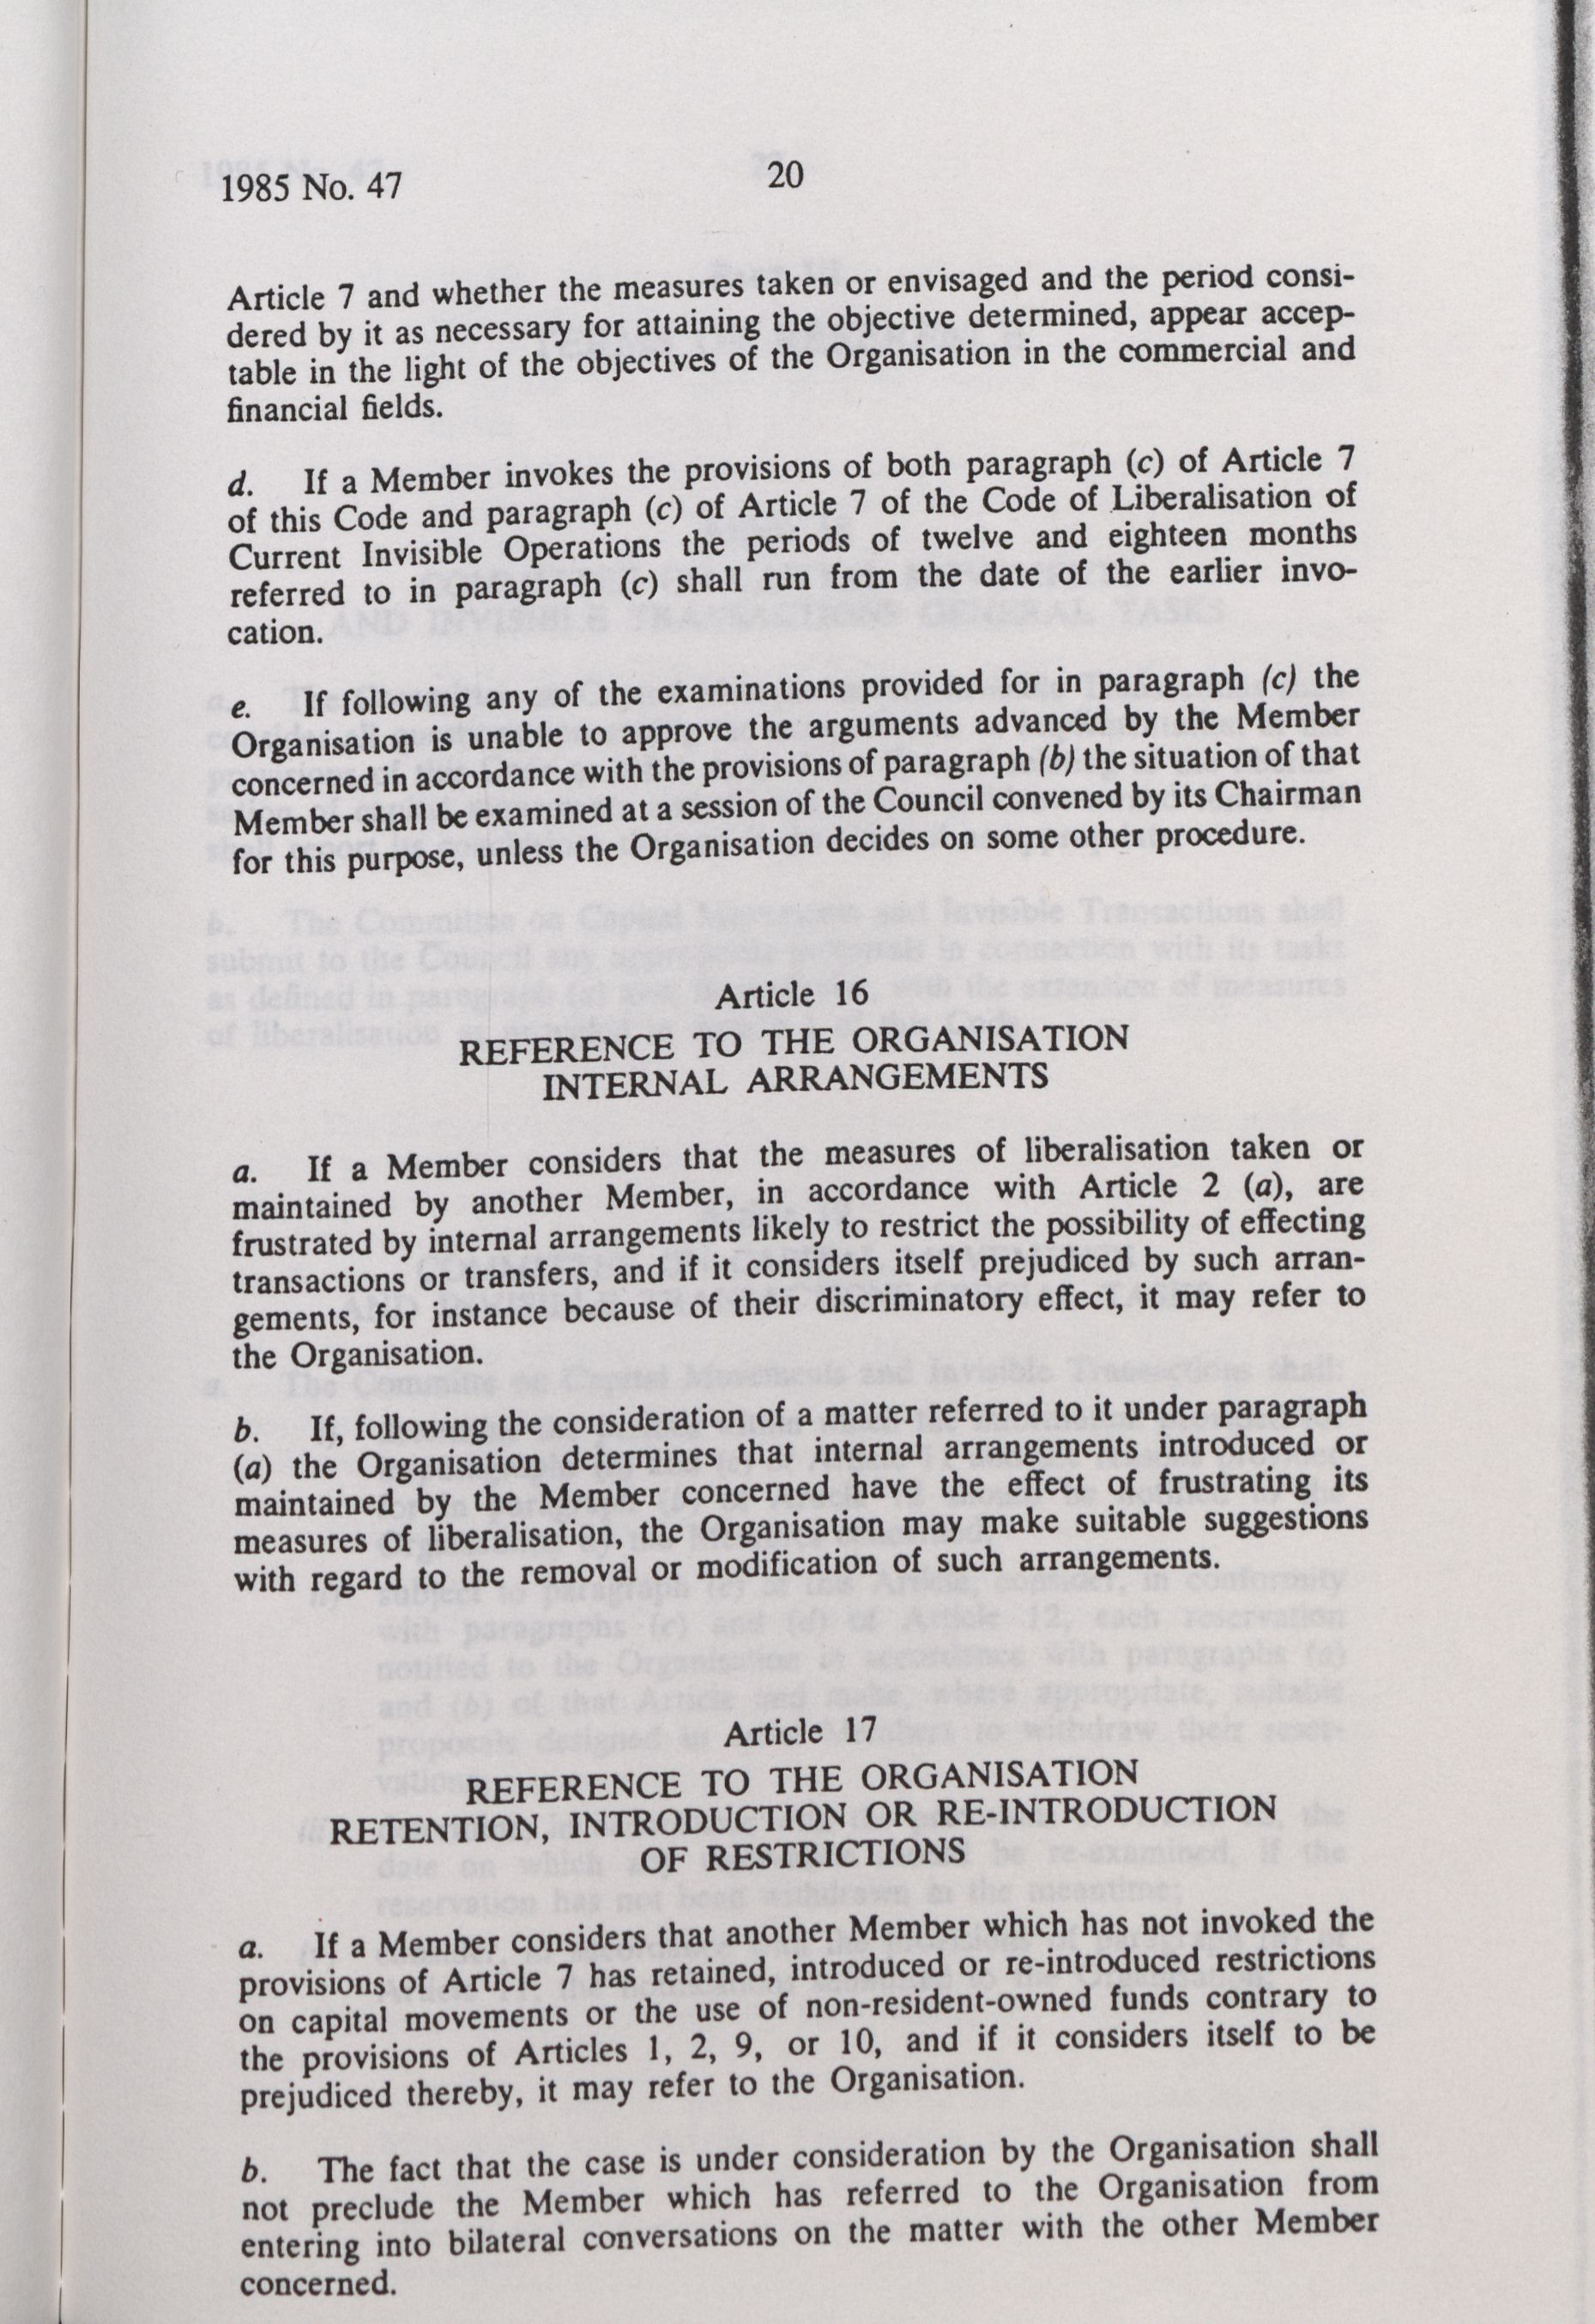 1985 No. 47
20
Article 7 and whether the measures taken or envisaged and the period consi-
dered by it as necessary for attaining the objective determined, appear accep-
table in the light of the objectives of the Organisation in the commercial and
financial fields.
d. If a Member invokes the provisions of both paragraph (c) of Article 7
of this Code and paragraph (c) of Article 7 of the Code of Liberalisation of
Current Invisible Operations the periods of twelve and eighteen months
referred to in paragraph (c) shall run from the date of the earlier invo-
cation.
e. If following any of the examinations provided for in paragraph (c) the
Organisation is unable to approve the arguments advanced by the Member
concerned in accordance with the provisions of paragraph (b) the situation of that
Member shall be examined at a session of the Council convened by its Chairman
for this purpose, unless the Organisation decides on some other procedure.
Article 16
REFERENCE TO THE ORGANISATION
INTERNAL ARRANGEMENTS
a. If a Member considers that the measures of liberalisation taken or
maintained by another Member, in accordance with Article 2 (a), are
frustrated by internal arrangements likely to restrict the possibility of effecting
transactions or transfers, and if it considers itself prejudiced by such arran-
gements, for instance because of their discriminatory effect, it may refer to
the Organisation.
b. If, following the consideration of a matter referred to it under paragraph
(a) the Organisation determines that internal arrangements introduced or
maintained by the Member concerned have the effect of frustrating its
measures of liberalisation, the Organisation may make suitable suggestions
with regard to the removal or modification of such arrangements.
Article 17
REFERENCE TO THE ORGANISATION
RETENTION, INTRODUCTION OR RE-INTRODUCTION
OF RESTRICTIONS
a. If a Member considers that another Member which has not invoked the
provisions of Article 7 has retained, introduced or re-introduced restrictions
on capital movements or the use of non-resident-owned funds contrary to
the provisions of Articles 1, 2, 9, or 10, and if it considers itself to be
prejudiced thereby, it may refer to the Organisation.
b. The fact that the case is under consideration by the Organisation shall
not preclude the Member which has referred to the Organisation from
entering into bilateral conversations on the matter with the other Member
concerned.